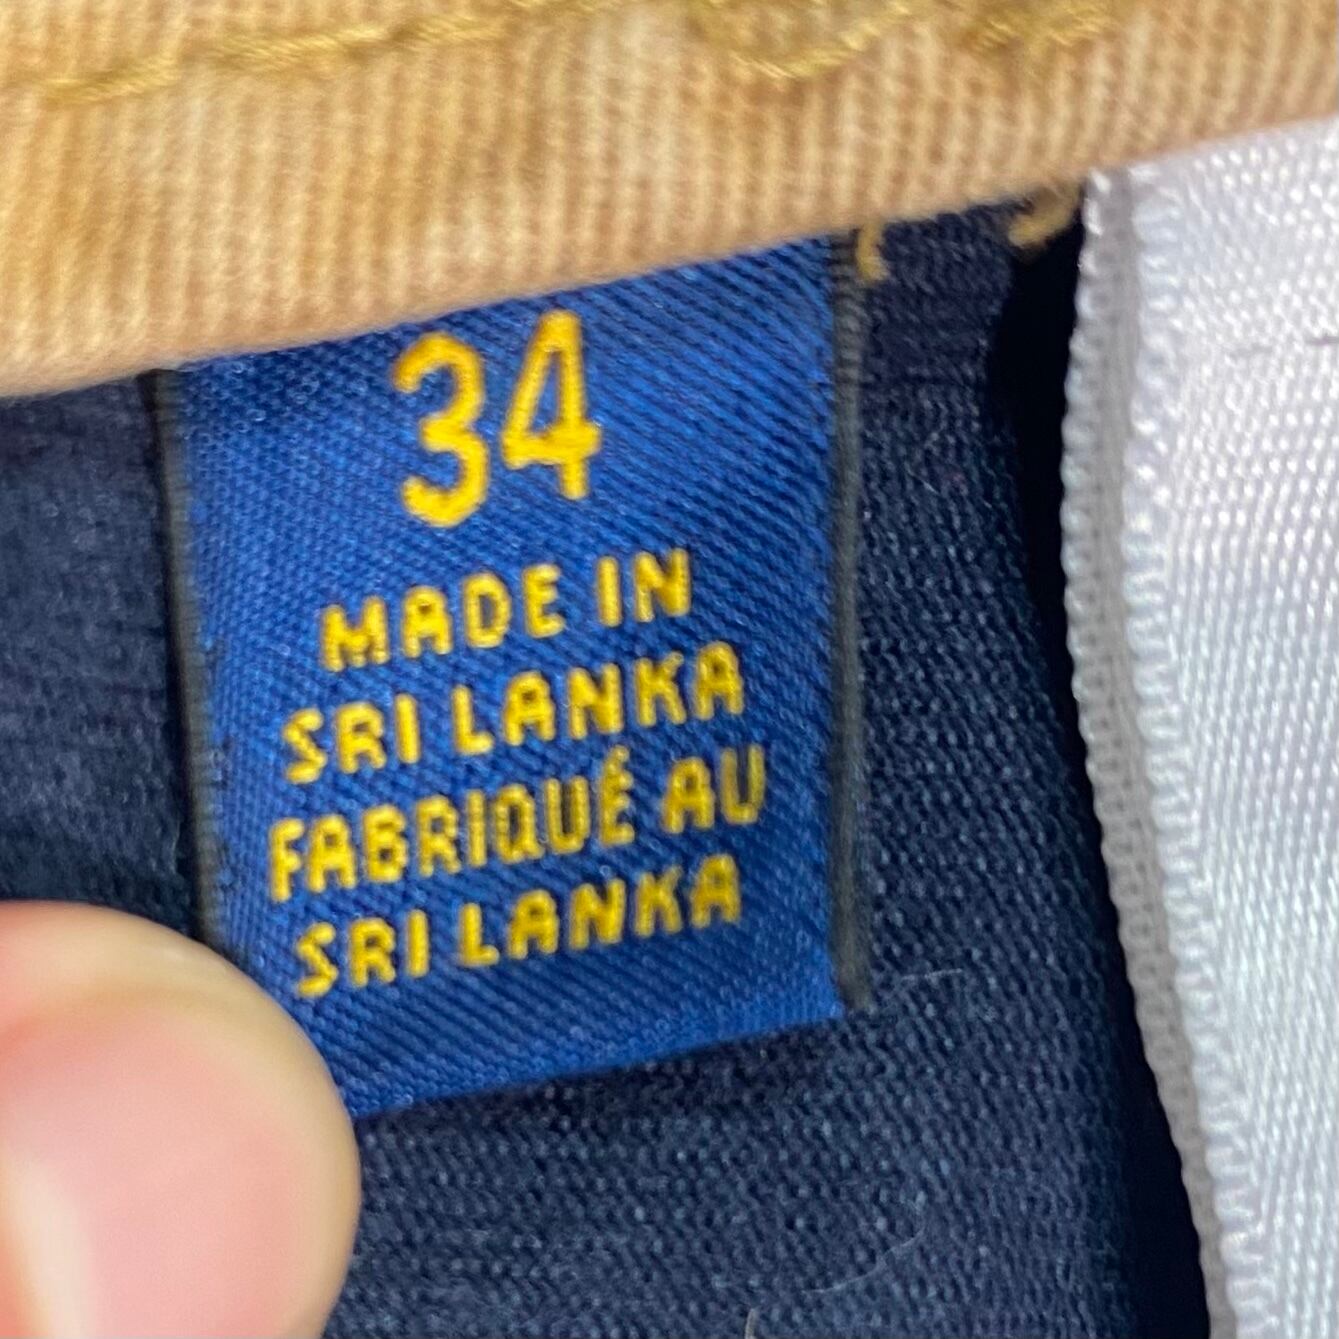 34
MADE IN
SRI LANKA
FABRIQUÉ AU
SRI LANKA